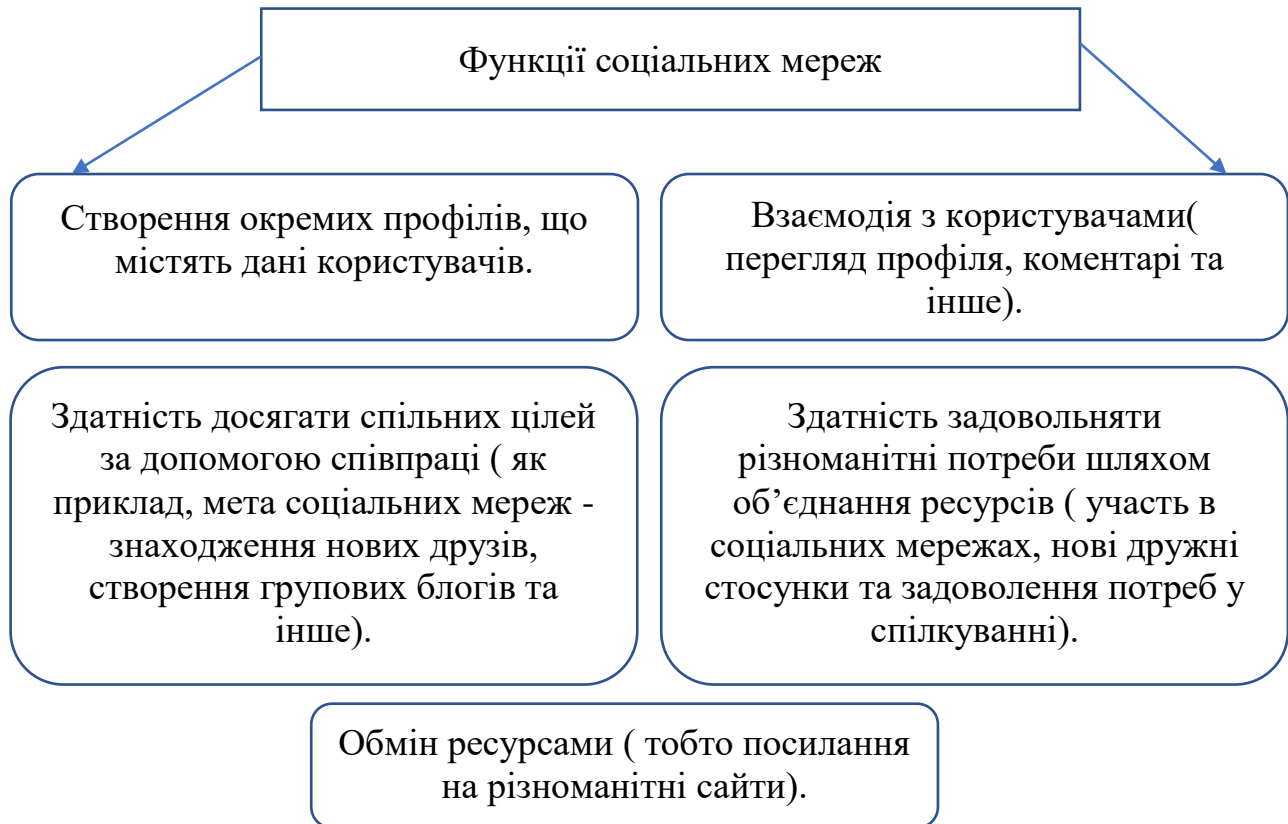 Функції соціальних мереж
Створення окремих профілів, що
містять дані користувачів.
Взаємодія з користувачами(
перегляд профіля, коментарі та
інше).
Здатність досягати спільних цілей
за допомогою співпраці ( як
приклад, мета соціальних мереж -
знаходження нових друзів,
створення групових блогів та
інше).
Здатність задовольняти
різноманітні потреби шляхом
об’єднання ресурсів ( участь в
соціальних мережах, нові дружні
стосунки та задоволення потреб у
спілкуванні).
Обмін ресурсами ( тобто посилання
на різноманітні сайти).